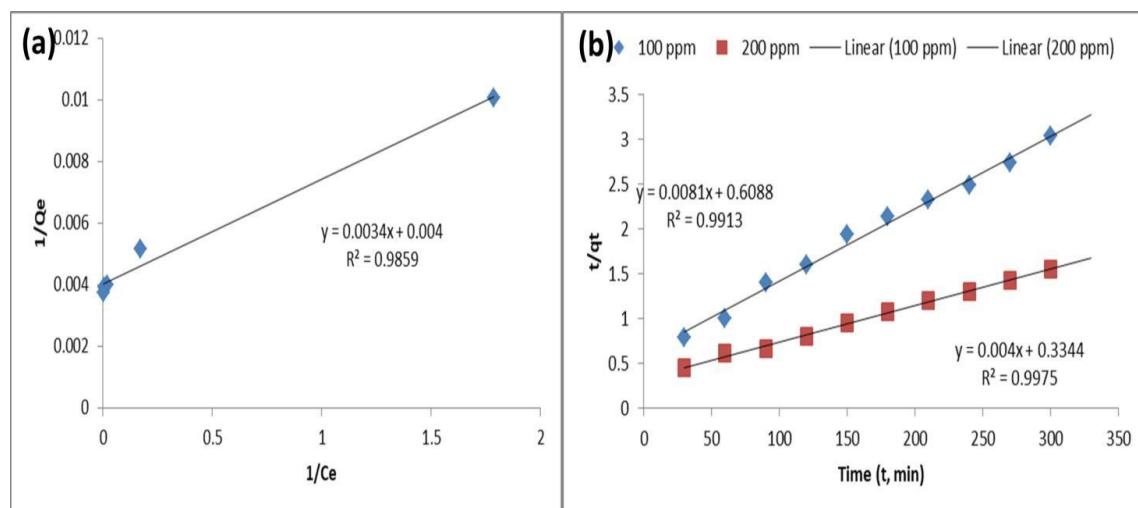 (a)
0.012
0.01
0.008
0.006
0.004
0.002
0
1/Qe
y = 0.0034x + 0.004
R² = 0.9859
0 0.5 1 1.5 2
1/Ce
(b)
100 ppm 200 ppm Linear (100 ppm) Linear (200 ppm)
3.5
3
2.5
2
1.5
1
0.5
0
t/qt
y = 0.0081x + 0.6088
R² = 0.9913
y = 0.004x + 0.3344
R² = 0.9975
0 50 100 150 200 250 300 350
Time (t, min)